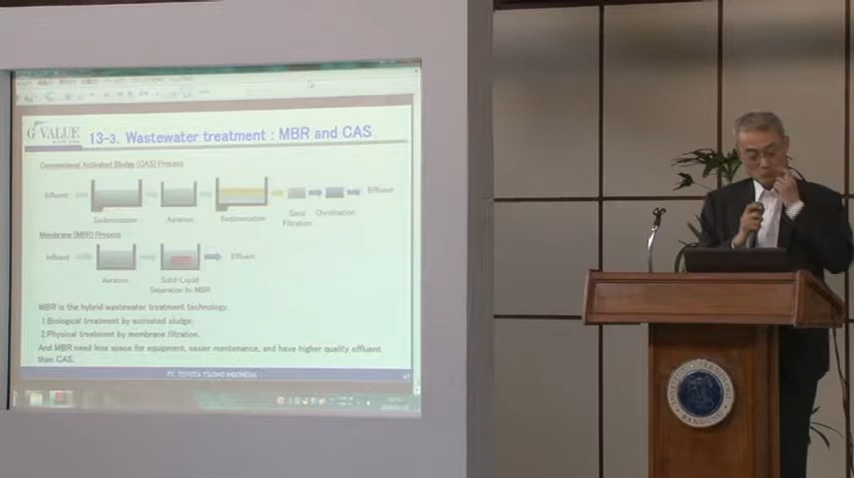 G VALUE
13-3. Wastewater treatment : MBR and CAS
Conventional Activated Sludge (CAS) Process
Effluent
Sedimentation
Aeration
Sedimentation
Sand
Filtration
Chrolination
Effluent
Membrane (MBR) Process
Influent
Aeration
Solid-Liquid
Separation by MBR
Effluent
MBR is the hybrid wastewater treatment technology.
1.Biological treatment by activated sludge.
2.Physical treatment by membrane filtration.
And MBR need less space for equipment, easier mentenance, and have higher quality effluent
than CAS.
PT. TOYOTA TSUSHO INDONESIA
BANDUNG